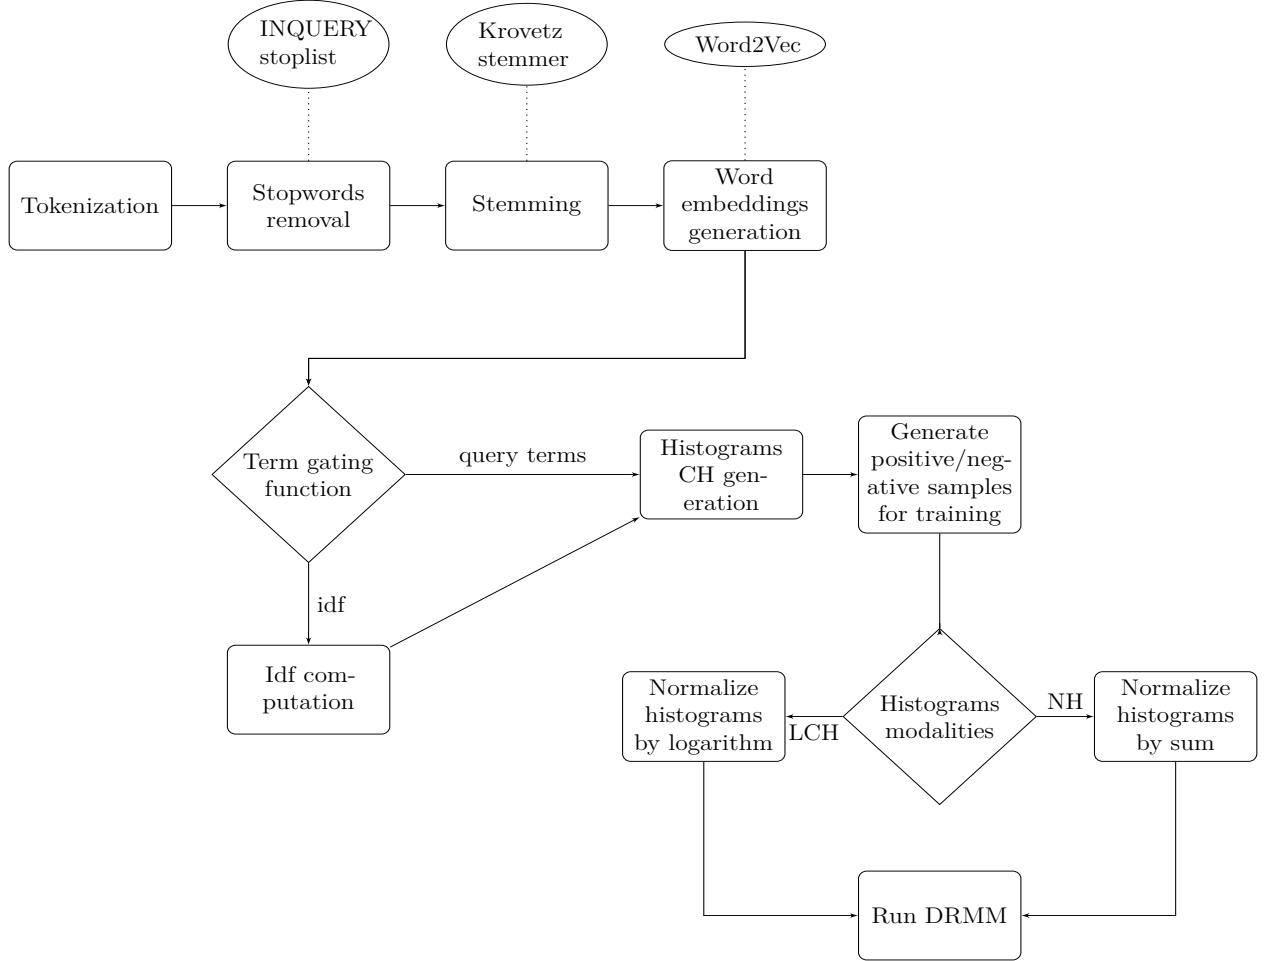 INQUERY
stoplist
Krovetz
stemmer
Word2Vec
Tokenization
Stopwords
removal
Stemming
Word
embeddings
generation
Term gating
function
query terms
Histograms
CH gen-
eration
Generate
positive/neg-
ative samples
for training
idf
Idf com-
putation
Normalize
histograms
by logarithm
LCH
Histograms
modalities
NH
Normalize
histograms
by sum
Run DRMM